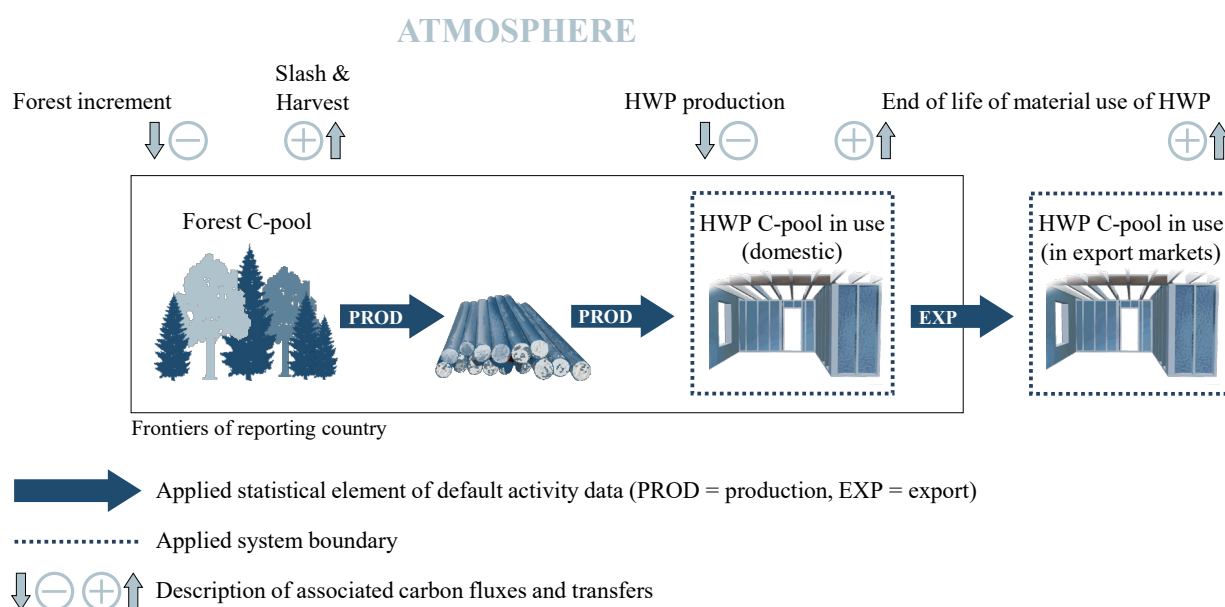 ATMOSPHERE
Slash &
Forest increment
Harvest
HWP production
End of life of material use of HWP
Forest C-pool
HWP C-pool in use
(domestic)
HWP C-pool in use
(in export markets)
PROD
PROD
EXP
Frontiers of reporting country
Applied statistical element of default activity data (PROD = production, EXP = export)
Applied system boundary
Description of associated carbon fluxes and transfers